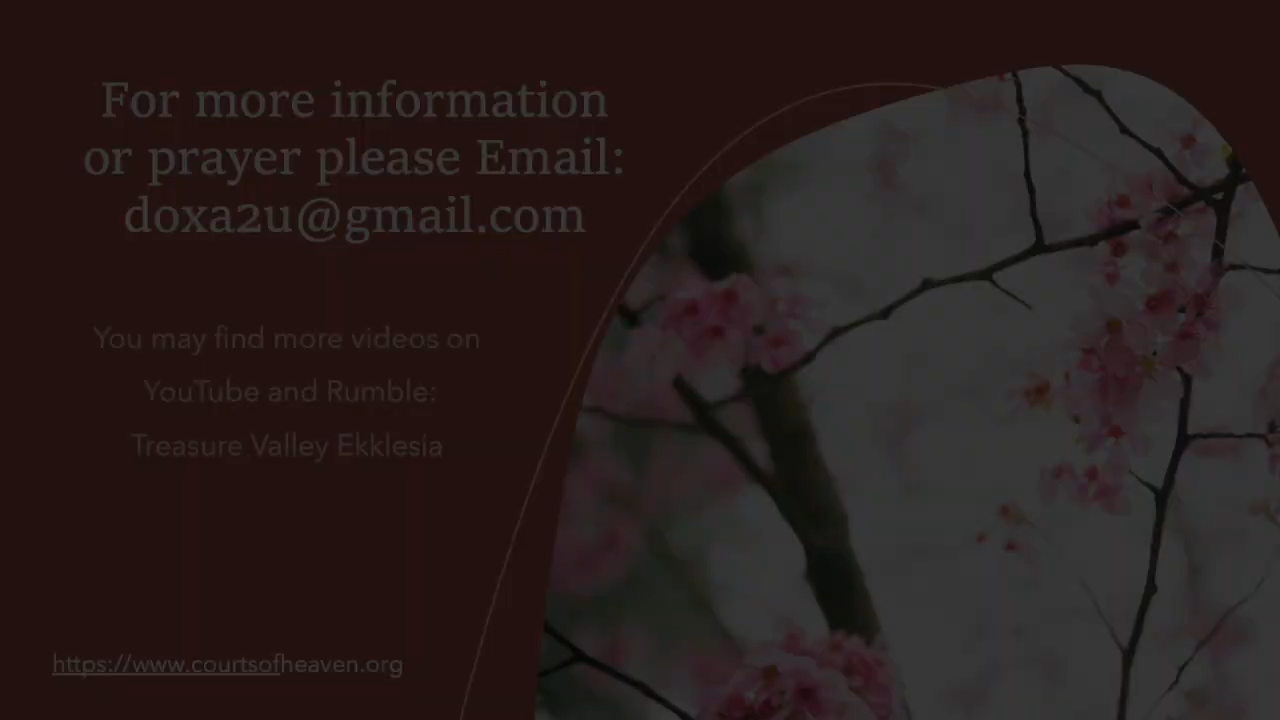 For more information
or prayer please Email:
doxa2u@gmail.com
You may find more videos on
YouTube and Rumble:
Treasure Valley Ekklesia
https://www.courtsofheaven.org